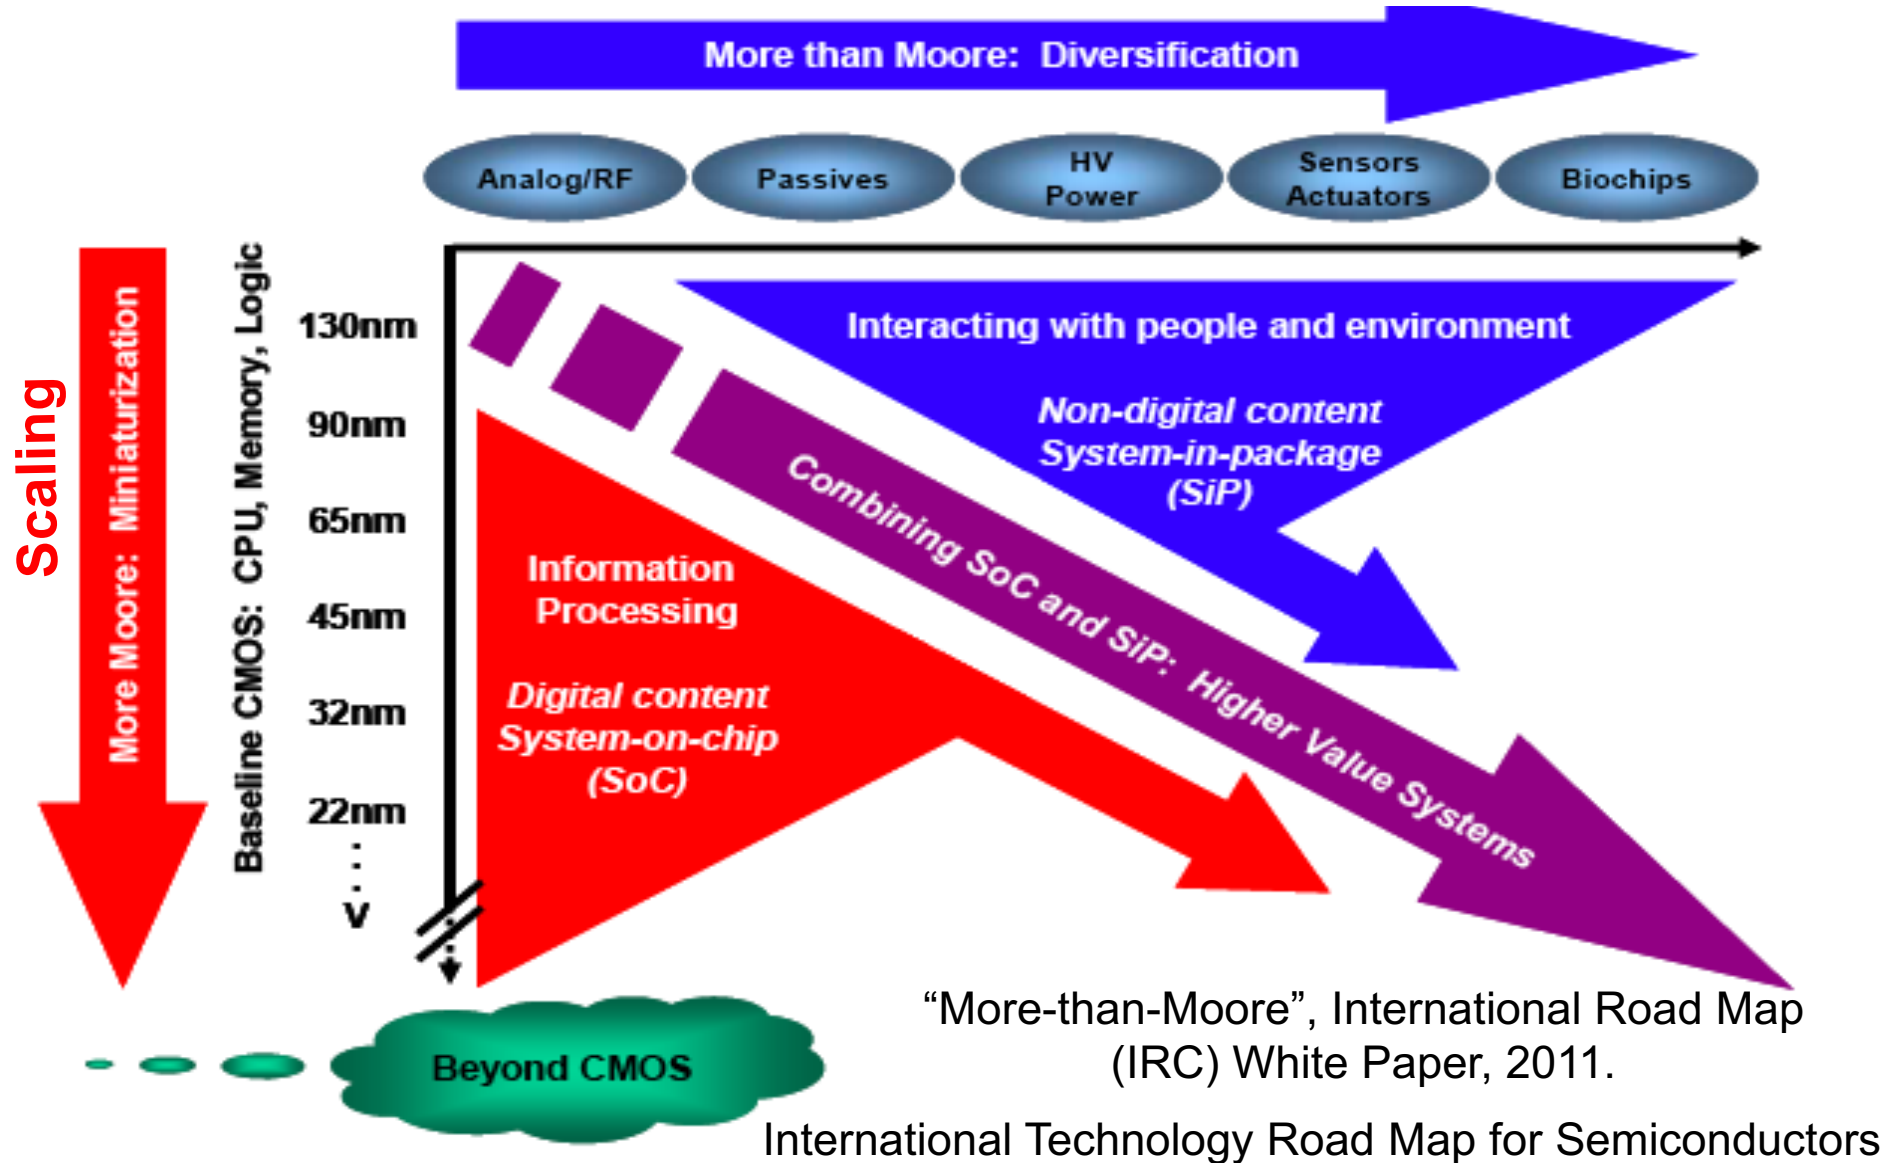 More than Moore:  Diversification
Analog/RF
Passives
HV
Power
Sensors
Actuators
Biochips
Scaling
More Moore:  Miniaturization
Baseline CMOS:  CPU, Memory, Logic
130nm
90nm
65nm
45nm
32nm
22nm
V
Interacting with people and environment
Non-digital content
System-in-package
(SiP)
Combining SoC and SiP:  Higher Value Systems
Information
Processing
Digital content
System-on-chip
(SoC)
Beyond CMOS
“More-than-Moore”, International Road Map
(IRC) White Paper, 2011.
International Technology Road Map for Semiconductors